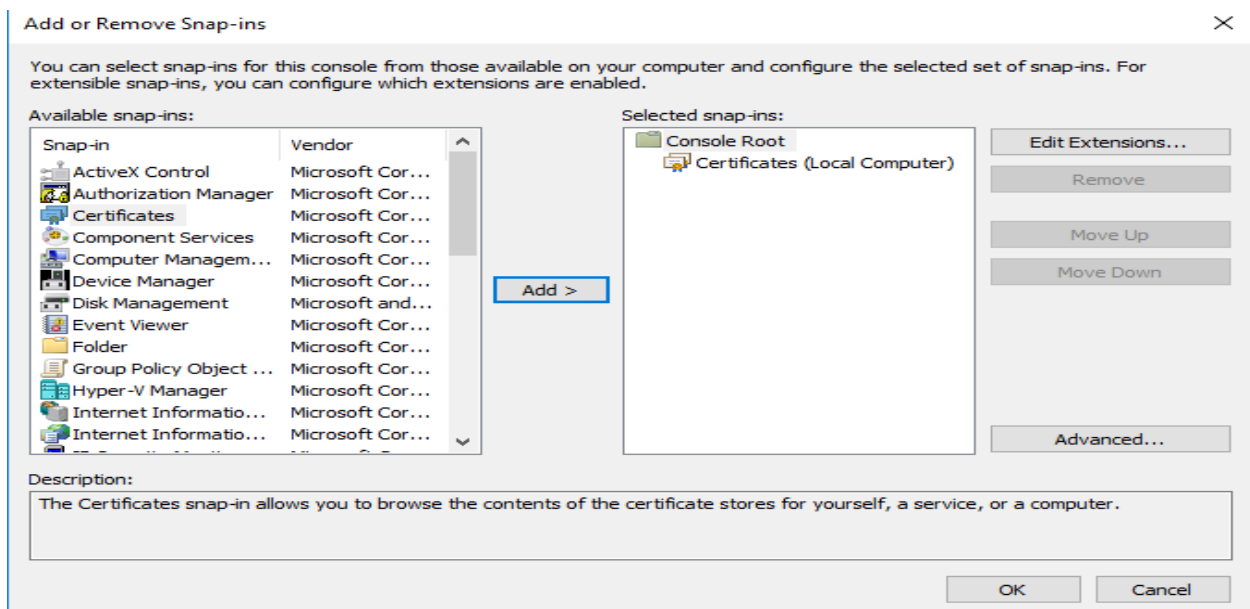 Add or Remove Snap-ins
You can select snap-ins for this console from those available on your computer and configure the selected set of snap-ins. For
extensible snap-ins, you can configure which extensions are enabled.
Available snap-ins:
Snap-in Vendor
ActiveX Control Microsoft Cor...
Authorization Manager Microsoft Cor...
Certificates Microsoft Cor...
Component Services Microsoft Cor...
Computer Managem... Microsoft Cor...
Device Manager Microsoft Cor...
Disk Management Microsoft and...
Event Viewer Microsoft Cor...
Folder Microsoft Cor...
Group Policy Object ... Microsoft Cor...
Hyper-V Manager Microsoft Cor...
Internet Informatio... Microsoft Cor...
Internet Informatio... Microsoft Cor...
Add >
Selected snap-ins:
Console Root
Certificates (Local Computer)
Edit Extensions...
Remove
Move Up
Move Down
Advanced...
Description:
The Certificates snap-in allows you to browse the contents of the certificate stores for yourself, a service, or a computer.
OK Cancel